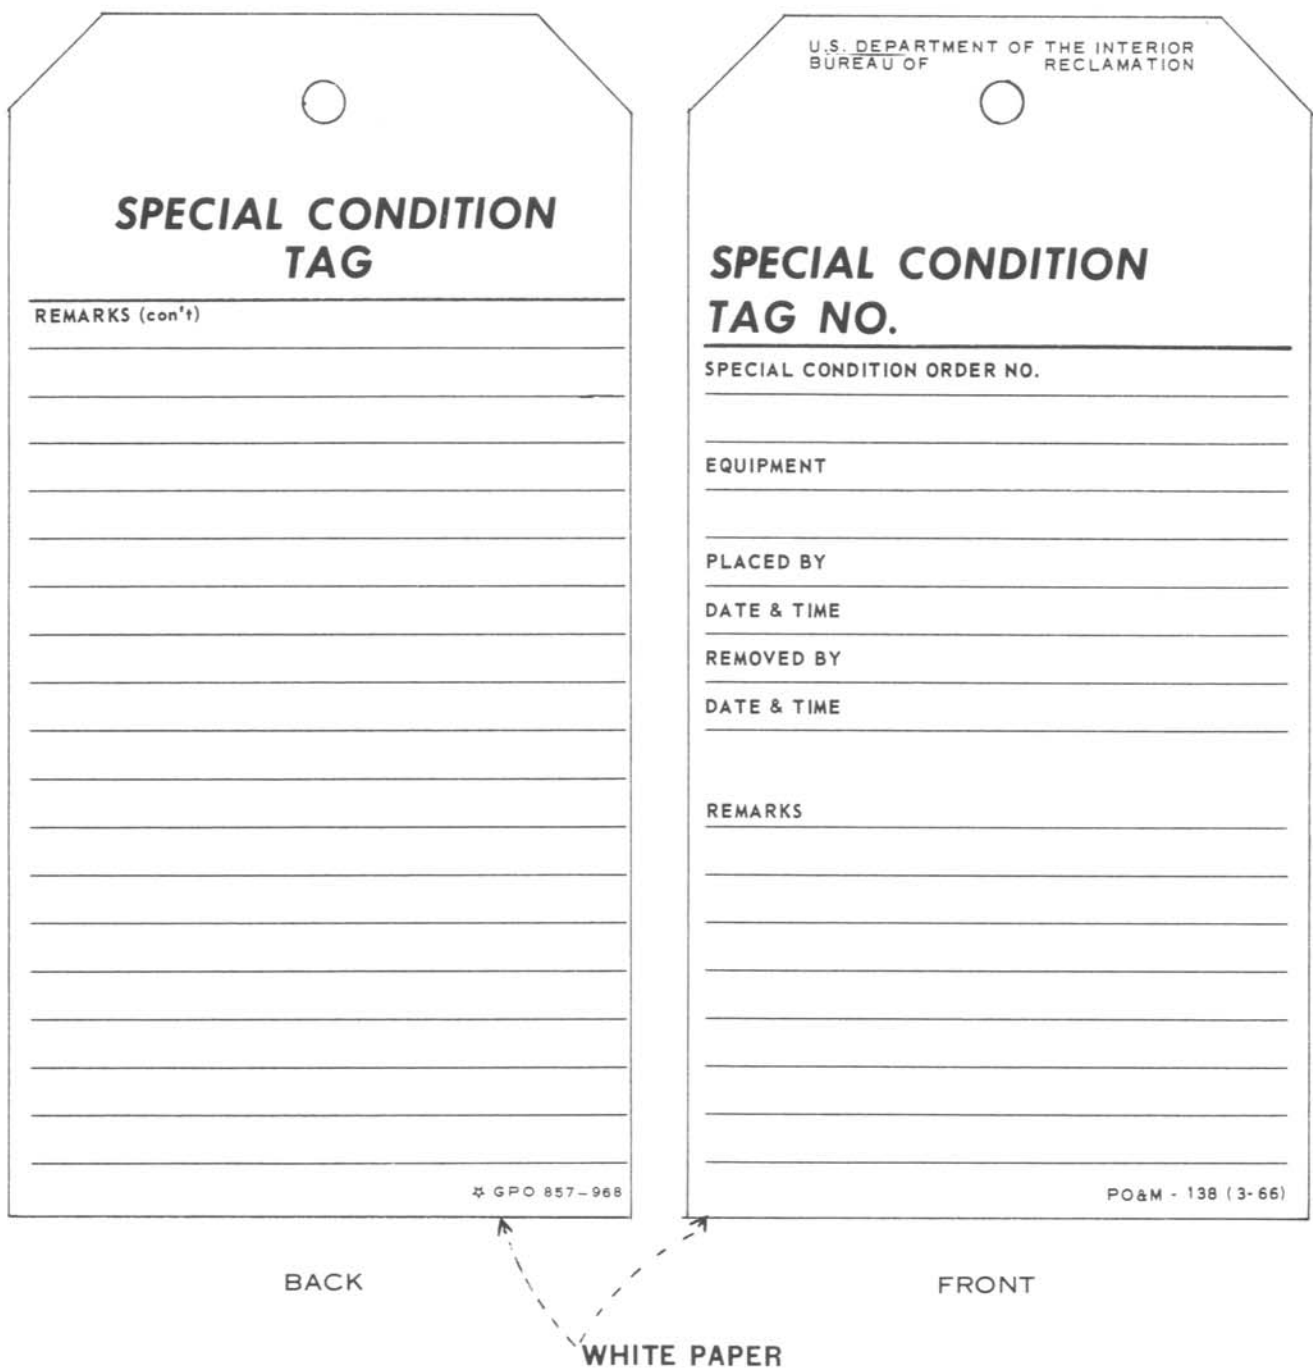 SPECIAL CONDITION
TAG
REMARKS (con't)
☆ GPO 857-968
BACK
U.S. DEPARTMENT OF THE INTERIOR
BUREAU OF RECLAMATION
SPECIAL CONDITION
TAG NO.
SPECIAL CONDITION ORDER NO.
EQUIPMENT
PLACED BY
DATE & TIME
REMOVED BY
DATE & TIME
REMARKS
PO&M - 138 (3-66)
FRONT
WHITE PAPER